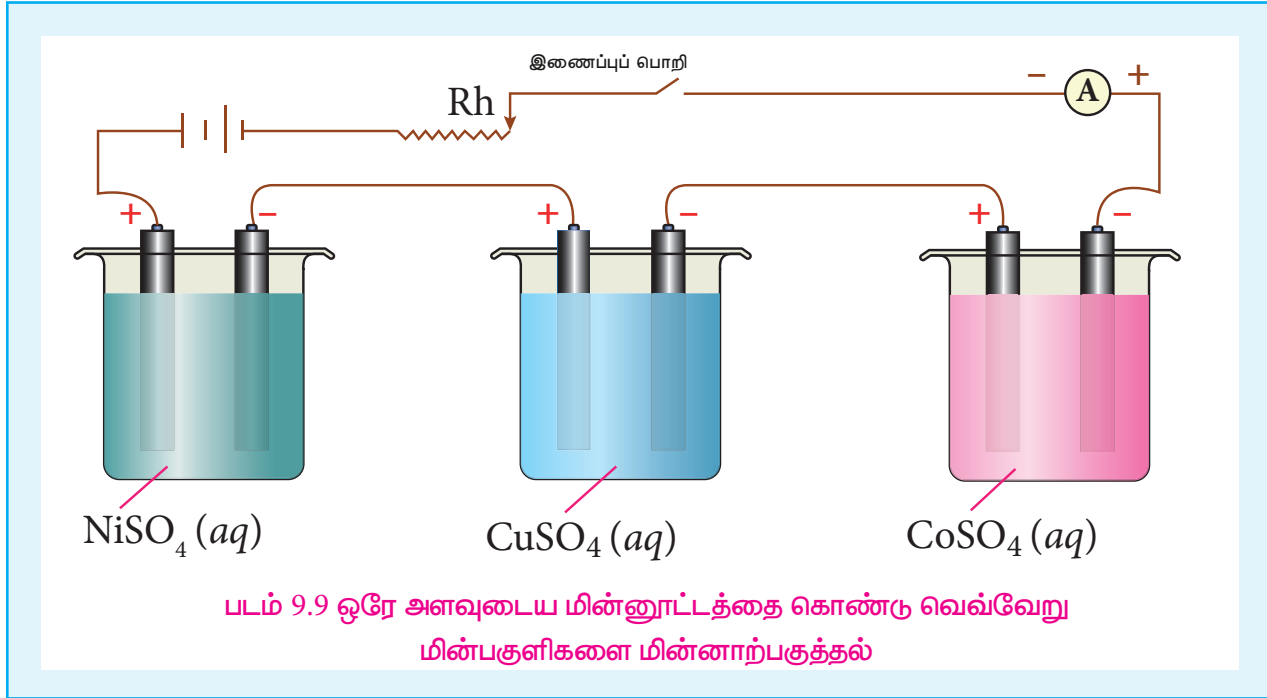 இணைப்புப் பொறி
Rh
− A +
+ − + − + −
NiSO₄ (aq) CuSO₄ (aq) CoSO₄ (aq)
படம் 9.9 ஒரே அளவுடைய மின்னூட்டத்தை கொண்டு வெவ்வேறு
மின்பகுளிகளை மின்னாற்பகுத்தல்